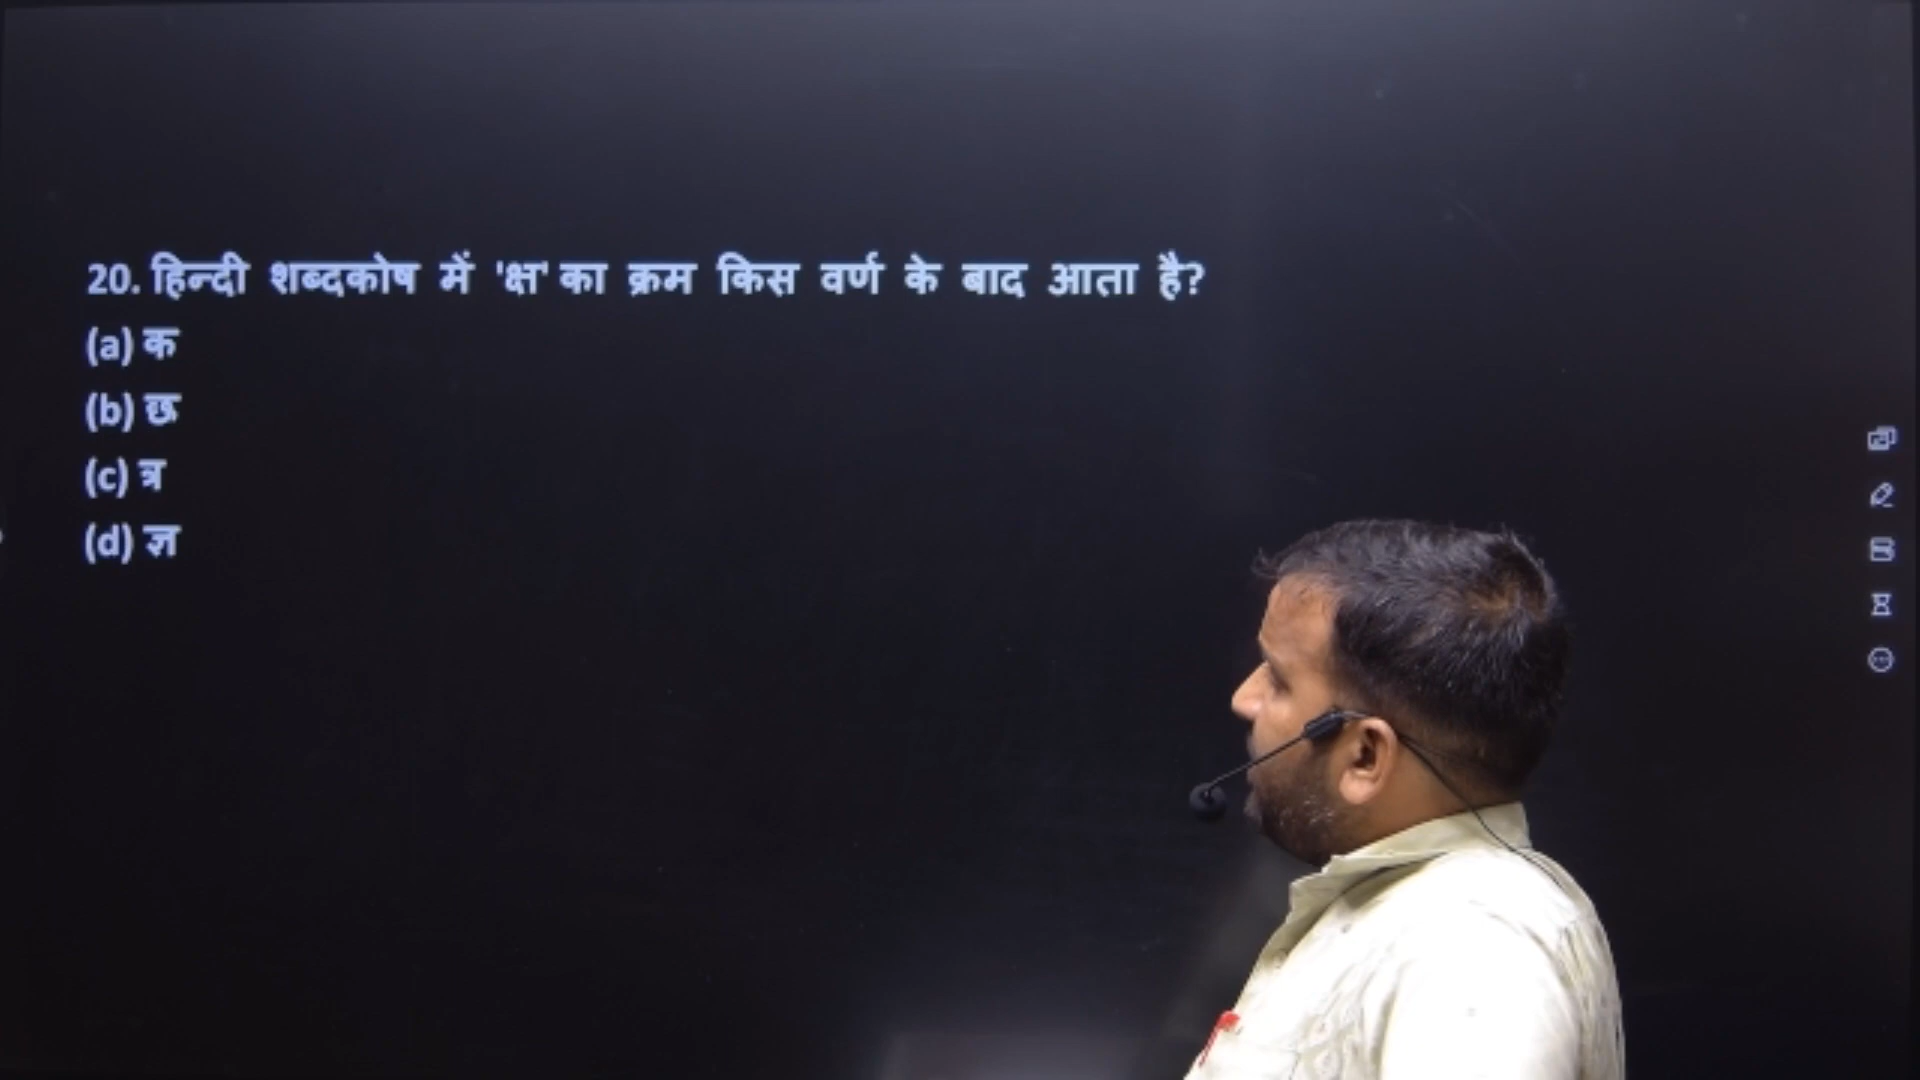 20. हिन्दी शब्दकोष में 'क्ष' का क्रम किस वर्ण के बाद आता है?
(a) क
(b) छ
(c) त्र
(d) ज्ञ